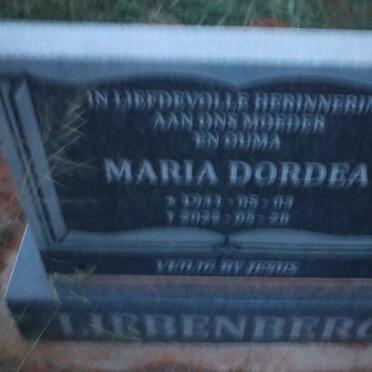 IN LIEFDEVOLLE HERINNERIN
AAN ONS MOEDER
EN OUMA
MARIA DORDEA
VEILIG BY JESUS
LIEBENBERG